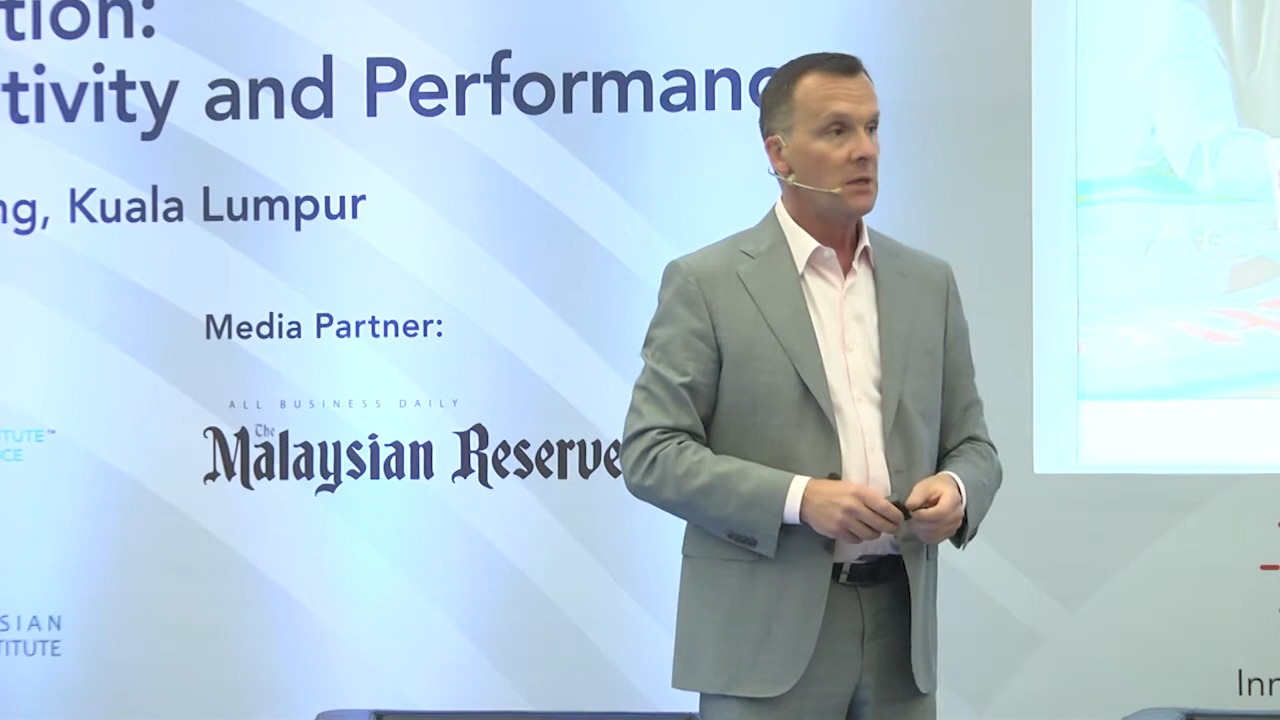 tion:
tivity and Performanc
ng, Kuala Lumpur
Media Partner:
ALL BUSINESS DAILY
The Malaysian Reserve
TUTE™
CE
SIAN
TITUTE
Inn